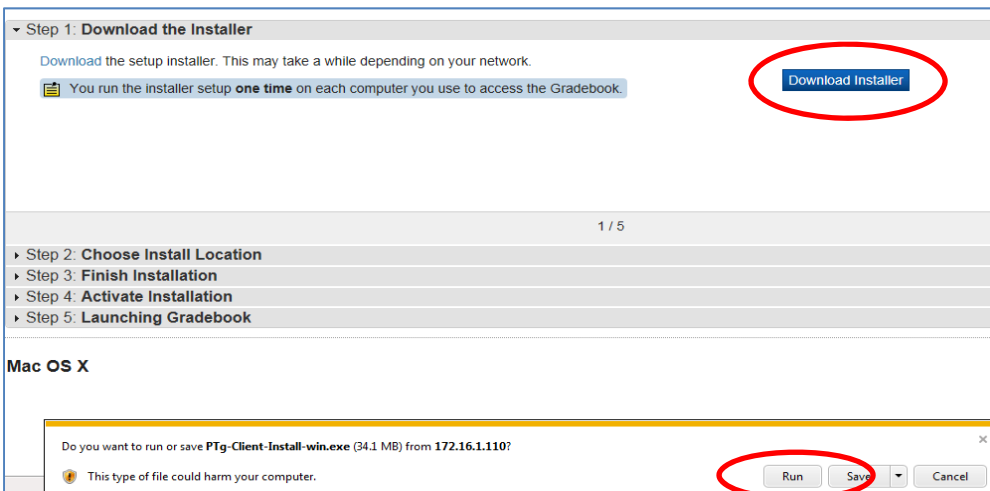 Step 1: Download the Installer
Download the setup installer. This may take a while depending on your network.
Download Installer
You run the installer setup one time on each computer you use to access the Gradebook.
1 / 5
Step 2: Choose Install Location
Step 3: Finish Installation
Step 4: Activate Installation
Step 5: Launching Gradebook
Mac OS X
Do you want to run or save PTg-Client-Install-win.exe (34.1 MB) from 172.16.1.110?
This type of file could harm your computer.
Run Save Cancel